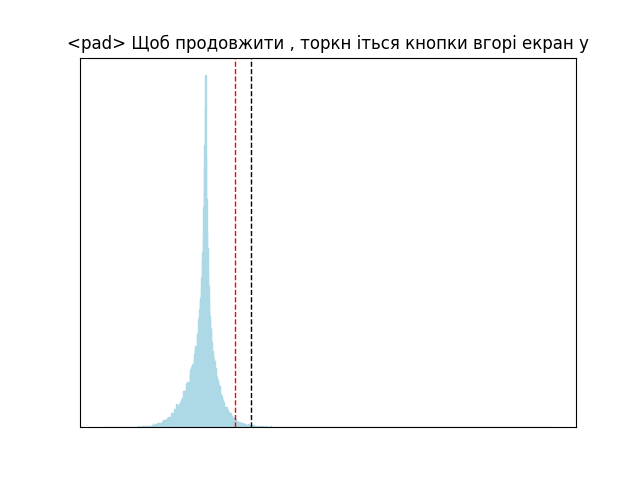 <pad> Щоб продовжити , торкн іться кнопки вгорі екран у